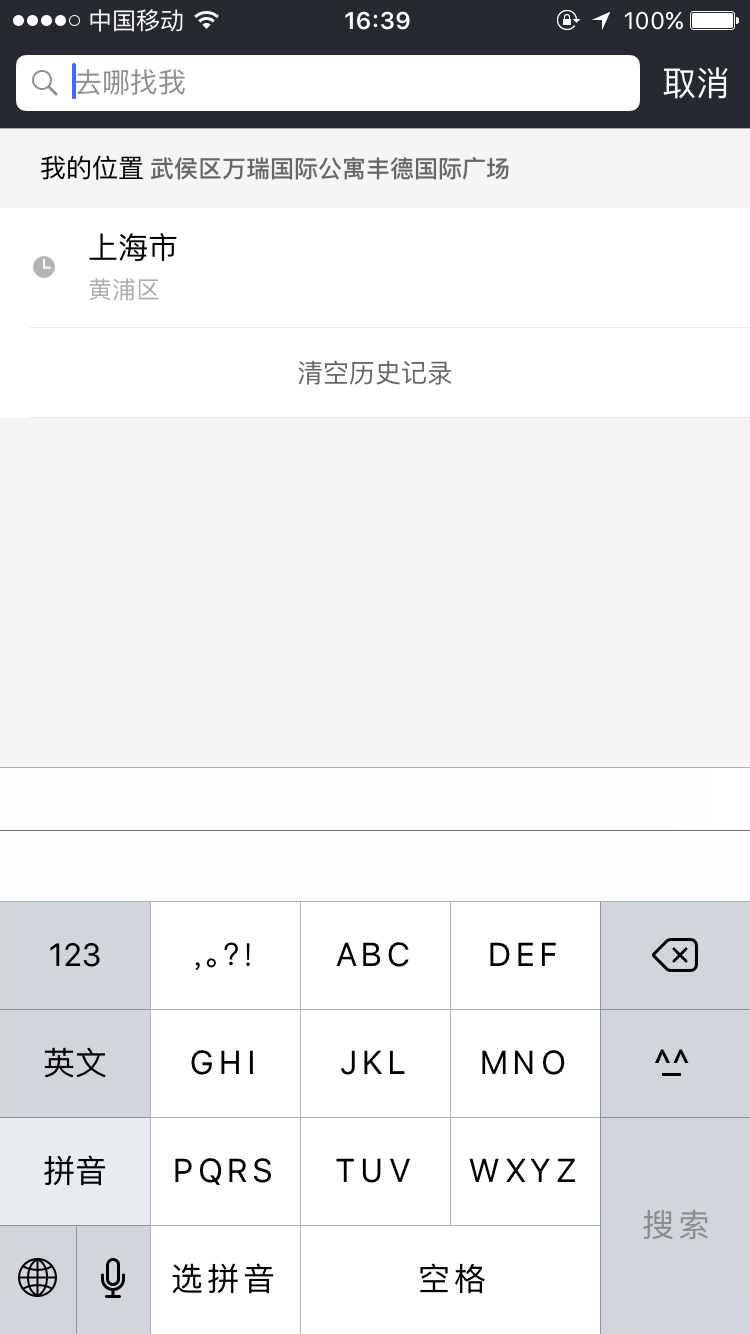 中国移动 16:39 100%
去哪找我 取消
我的位置 武侯区万瑞国际公寓丰德国际广场
上海市
黄浦区
清空历史记录
123 ,。?! ABC DEF
英文 GHI JKL MNO ^_^
拼音 PQRS TUV WXYZ
搜索
选拼音 空格